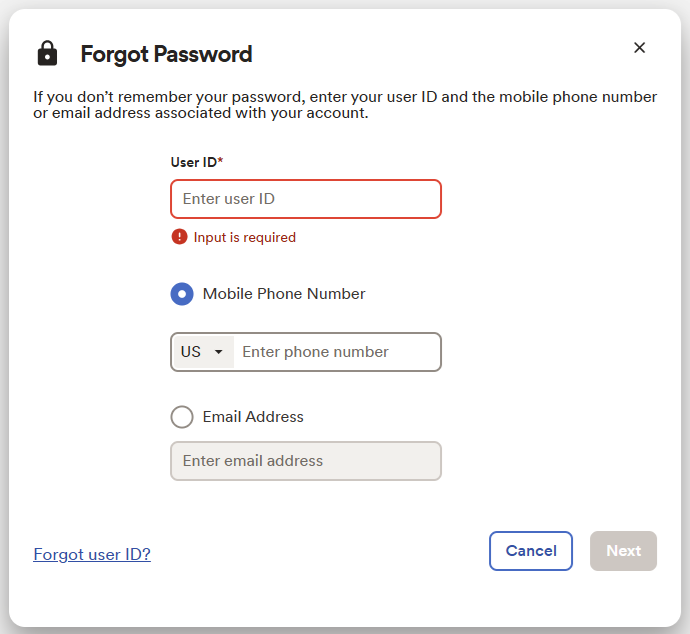 Forgot Password
If you don’t remember your password, enter your user ID and the mobile phone number
or email address associated with your account.
User ID*
Enter user ID
Input is required
Mobile Phone Number
US Enter phone number
Email Address
Enter email address
Forgot user ID? Cancel Next